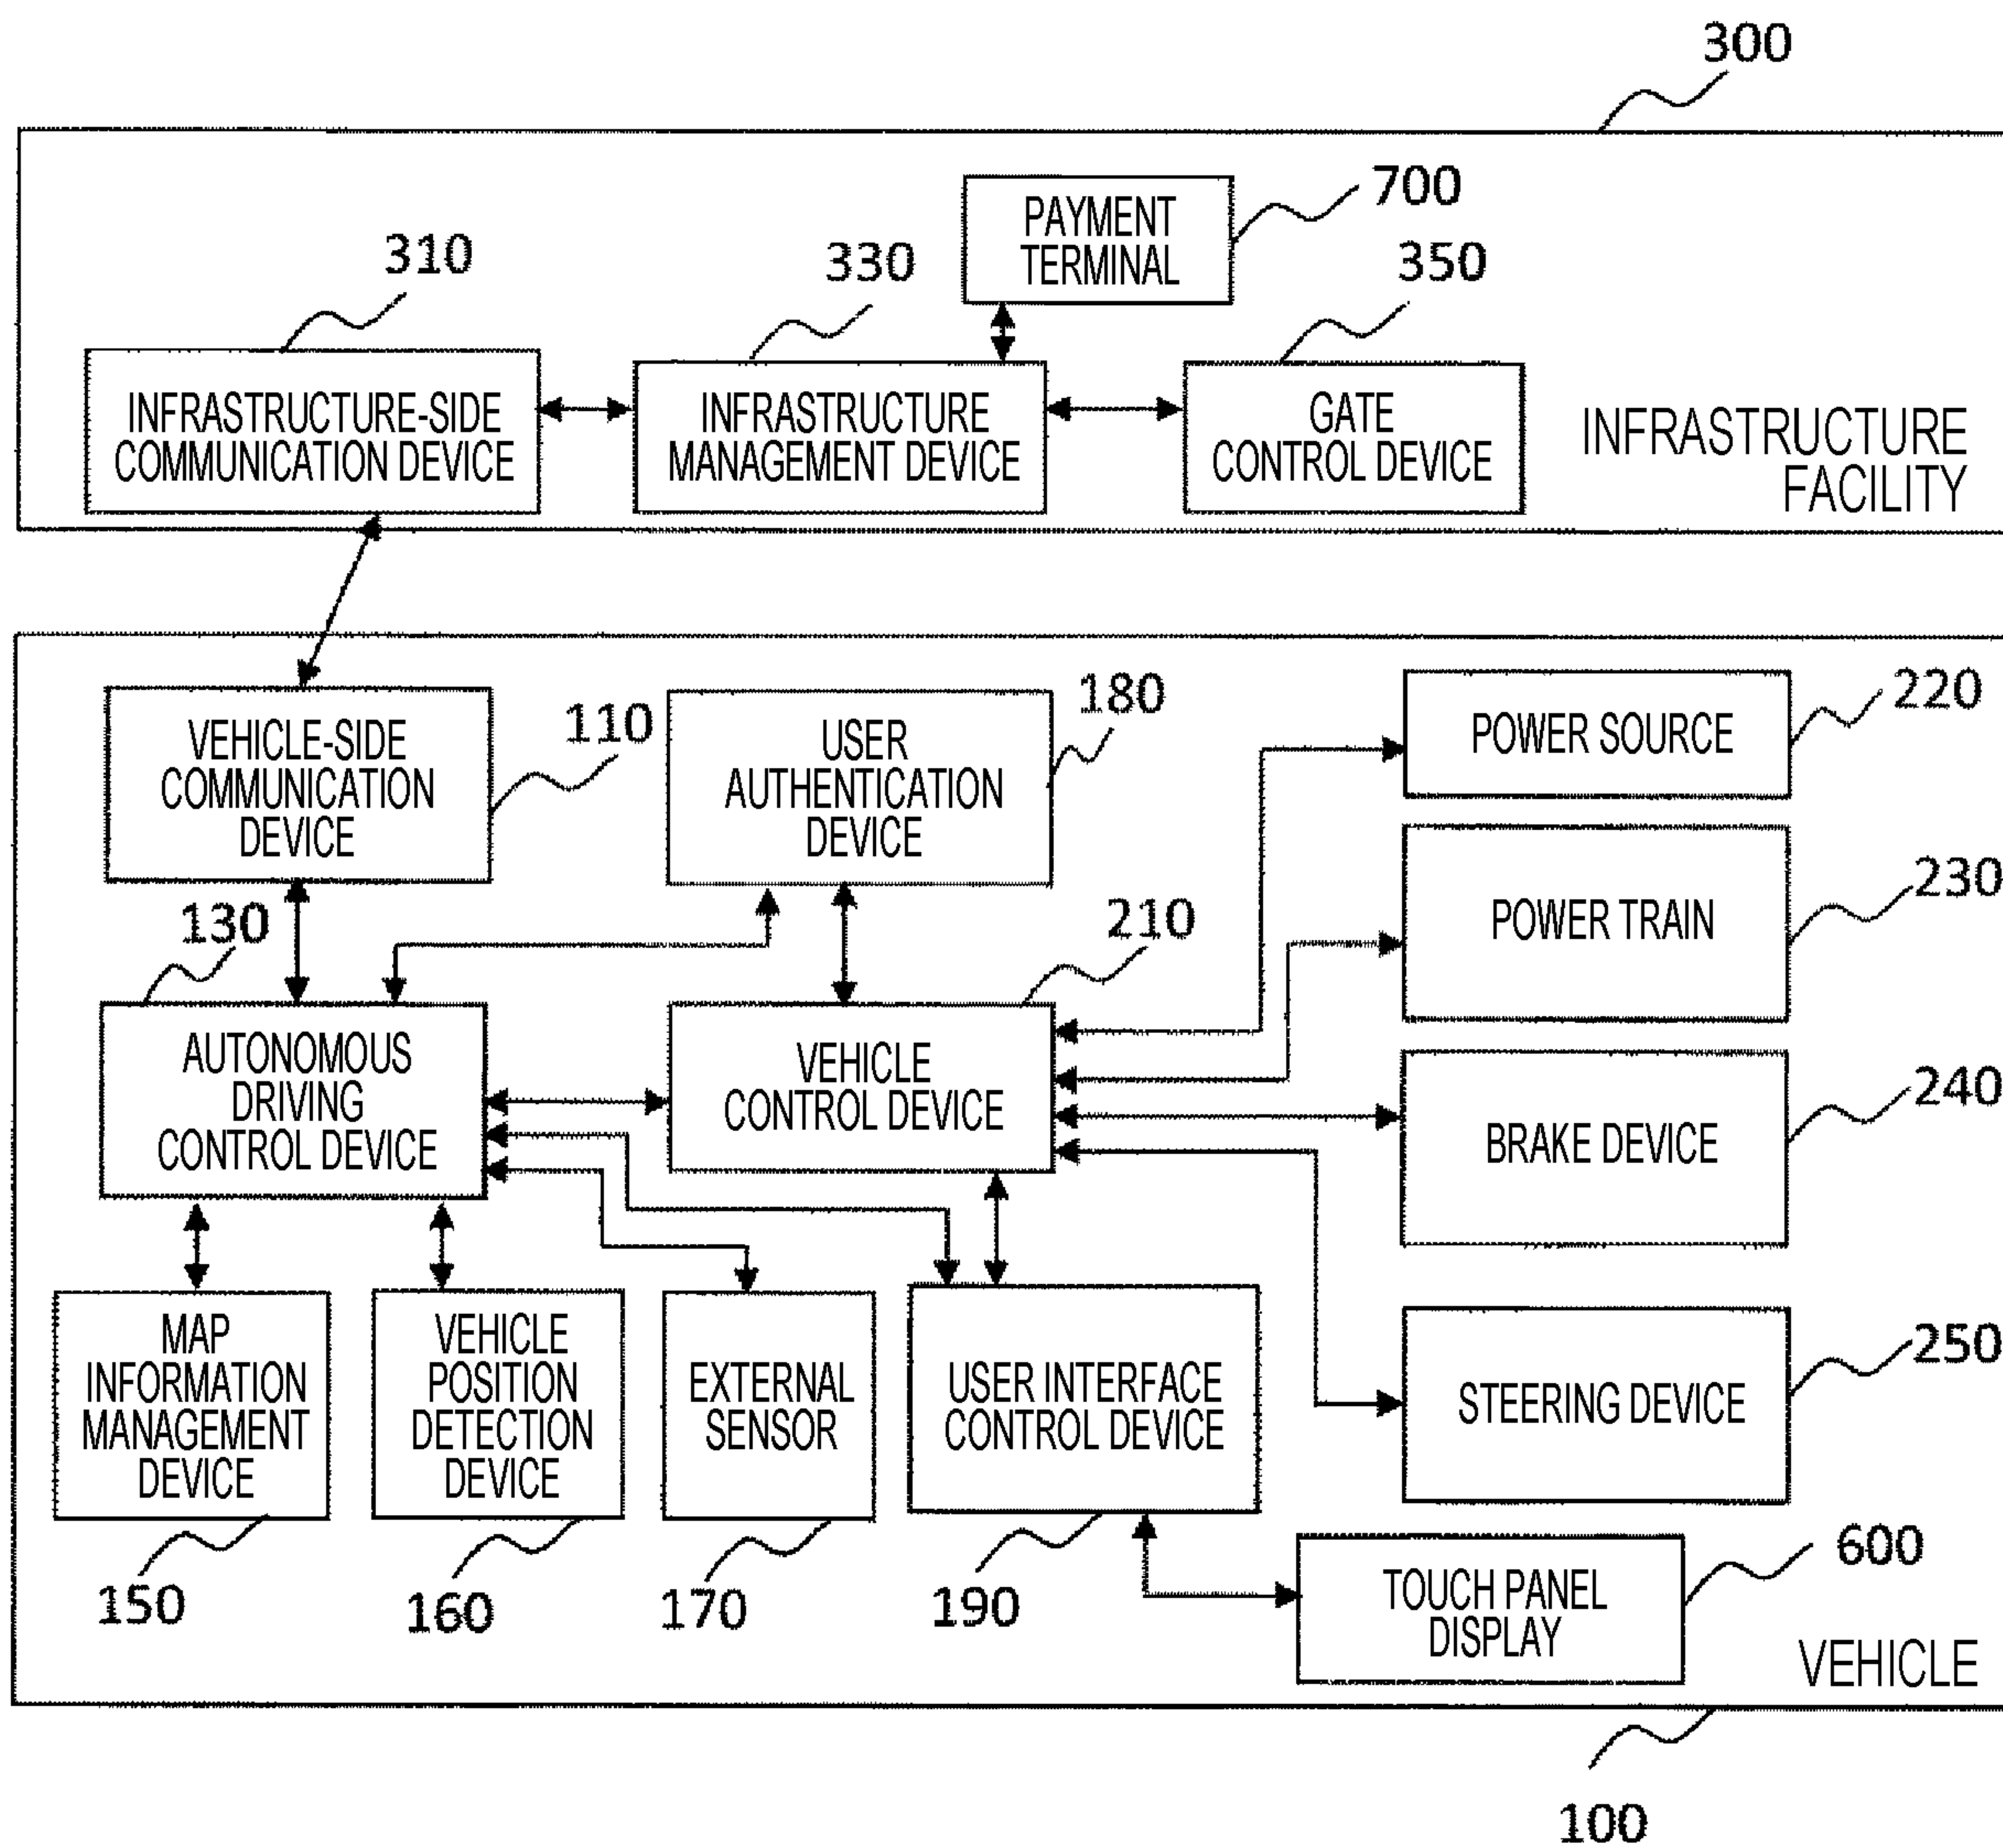 300
PAYMENT
TERMINAL
700
310
330
350
INFRASTRUCTURE-SIDE
COMMUNICATION DEVICE
INFRASTRUCTURE
MANAGEMENT DEVICE
GATE
CONTROL DEVICE
INFRASTRUCTURE
FACILITY
VEHICLE-SIDE
COMMUNICATION
DEVICE
110
USER
AUTHENTICATION
DEVICE
180
POWER SOURCE
220
130
210
POWER TRAIN
230
AUTONOMOUS
DRIVING
CONTROL DEVICE
VEHICLE
CONTROL DEVICE
BRAKE DEVICE
240
MAP
INFORMATION
MANAGEMENT
DEVICE
VEHICLE
POSITION
DETECTION
DEVICE
EXTERNAL
SENSOR
USER INTERFACE
CONTROL DEVICE
STEERING DEVICE
250
150
160
170
190
TOUCH PANEL
DISPLAY
600
VEHICLE
100